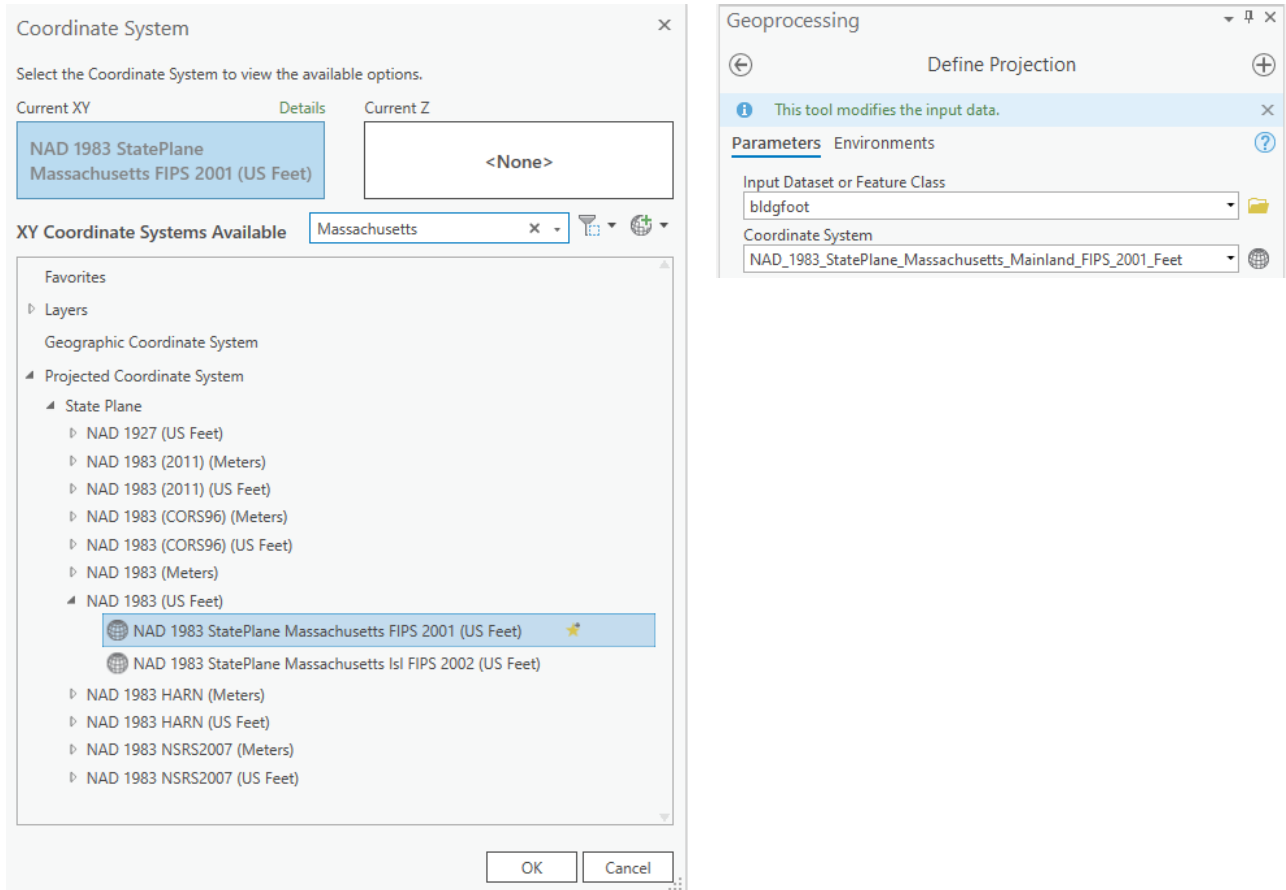 Coordinate System
Select the Coordinate System to view the available options.
Current XY
Details
Current Z
NAD 1983 StatePlane
Massachusetts FIPS 2001 (US Feet)
<None>
XY Coordinate Systems Available
Massachusetts
Favorites
Layers
Geographic Coordinate System
Projected Coordinate System
State Plane
NAD 1927 (US Feet)
NAD 1983 (2011) (Meters)
NAD 1983 (2011) (US Feet)
NAD 1983 (CORS96) (Meters)
NAD 1983 (CORS96) (US Feet)
NAD 1983 (Meters)
NAD 1983 (US Feet)
NAD 1983 StatePlane Massachusetts FIPS 2001 (US Feet)
NAD 1983 StatePlane Massachusetts Isl FIPS 2002 (US Feet)
NAD 1983 HARN (Meters)
NAD 1983 HARN (US Feet)
NAD 1983 NSRS2007 (Meters)
NAD 1983 NSRS2007 (US Feet)
OK
Cancel
Geoprocessing
Define Projection
This tool modifies the input data.
Parameters Environments
Input Dataset or Feature Class
bldgfoot
Coordinate System
NAD_1983_StatePlane_Massachusetts_Mainland_FIPS_2001_Feet